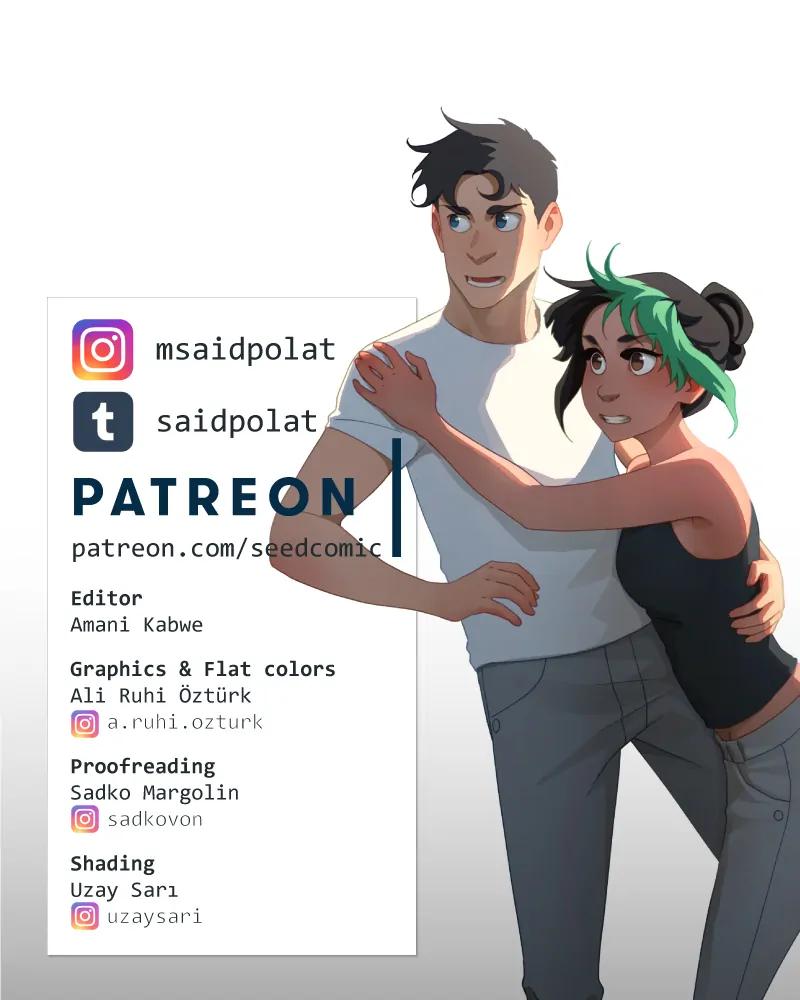 msaidpolat
saidpolat
PATREON
patreon.com/seedcomic
Editor
Amani Kabwe
Graphics & Flat colors
Ali Ruhi Öztürk
a.ruhi.ozturk
Proofreading
Sadko Margolin
sadkovon
Shading
Uzay Sarı
uzaysari